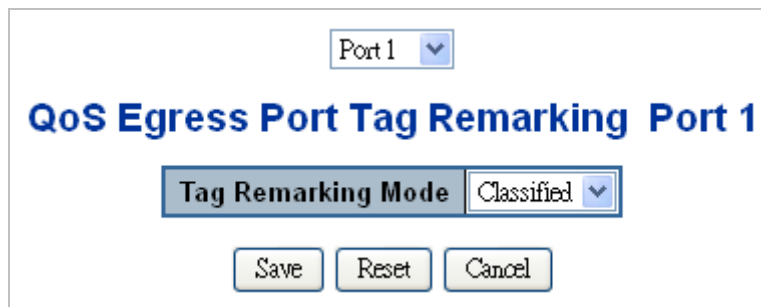 Port 1
QoS Egress Port Tag Remarking Port 1
Tag Remarking Mode Classified
Save Reset Cancel